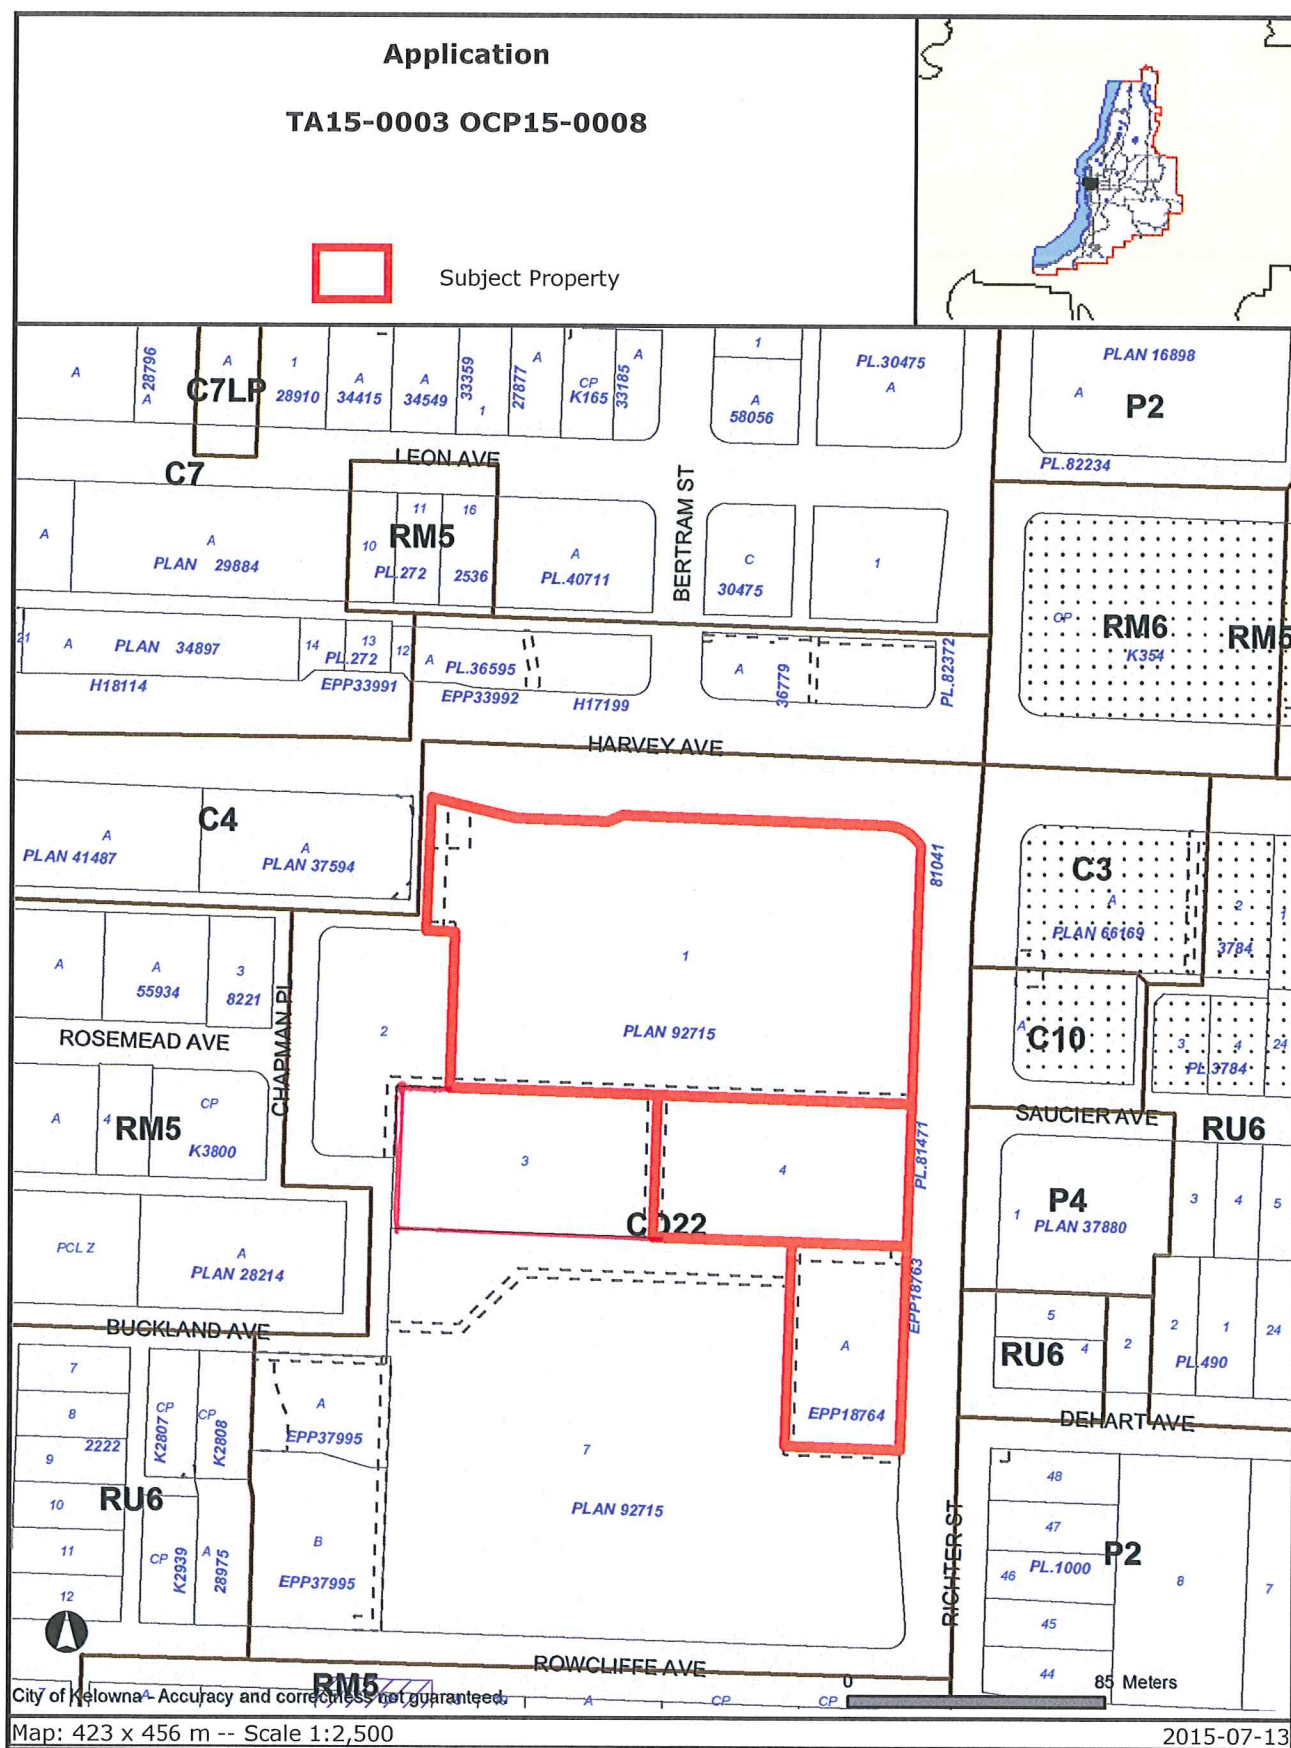 Application
TA15-0003 OCP15-0008
Subject Property
A
A 28796
A
C7LP
1
28910
A
34415
A
34549
33359
1
27877
A
CP
K165
33185
A
1
A
58056
PL.30475
A
PLAN 16898
A
P2
PL.82234
LEON AVE
C7
BERTRAM ST
A
A
PLAN 29884
10
11
16
RM5
PL.272
2536
A
PL.40711
C
30475
1
CP
RM6
K354
RM5
21
A
PLAN 34897
14
13
12
PL.272
A
PL.36595
H18114
EPP33991
EPP33992
H17199
A
36779
PL.82372
HARVEY AVE
C4
A
PLAN 41487
A
PLAN 37594
81041
C3
A
PLAN 66169
2
3784
1
A
A
55934
3
8221
1
PLAN 92715
ROSEMEAD AVE
CHAPMAN PL
2
A
C10
3
4
24
PL.3784
SAUCIER AVE
RU6
A
4
CP
RM5
K3800
3
4
PL.81471
CD22
1
P4
PLAN 37880
3
4
5
PCL Z
A
PLAN 28214
EPP18763
BUCKLAND AVE
A
EPP18764
5
RU6
4
2
2
1
24
PL.490
DEHART AVE
7
8
2222
9
10
RU6
11
12
CP
K2807
CP
K2808
CP
K2939
A
28975
A
EPP37995
B
EPP37995
7
PLAN 92715
RICHTER ST
48
47
46
PL.1000
P2
45
44
8
7
ROWCLIFFE AVE
RM5
7
A
A
CP
CP
City of Kelowna - Accuracy and correctness not guaranteed.
0
85 Meters
Map: 423 x 456 m -- Scale 1:2,500
2015-07-13